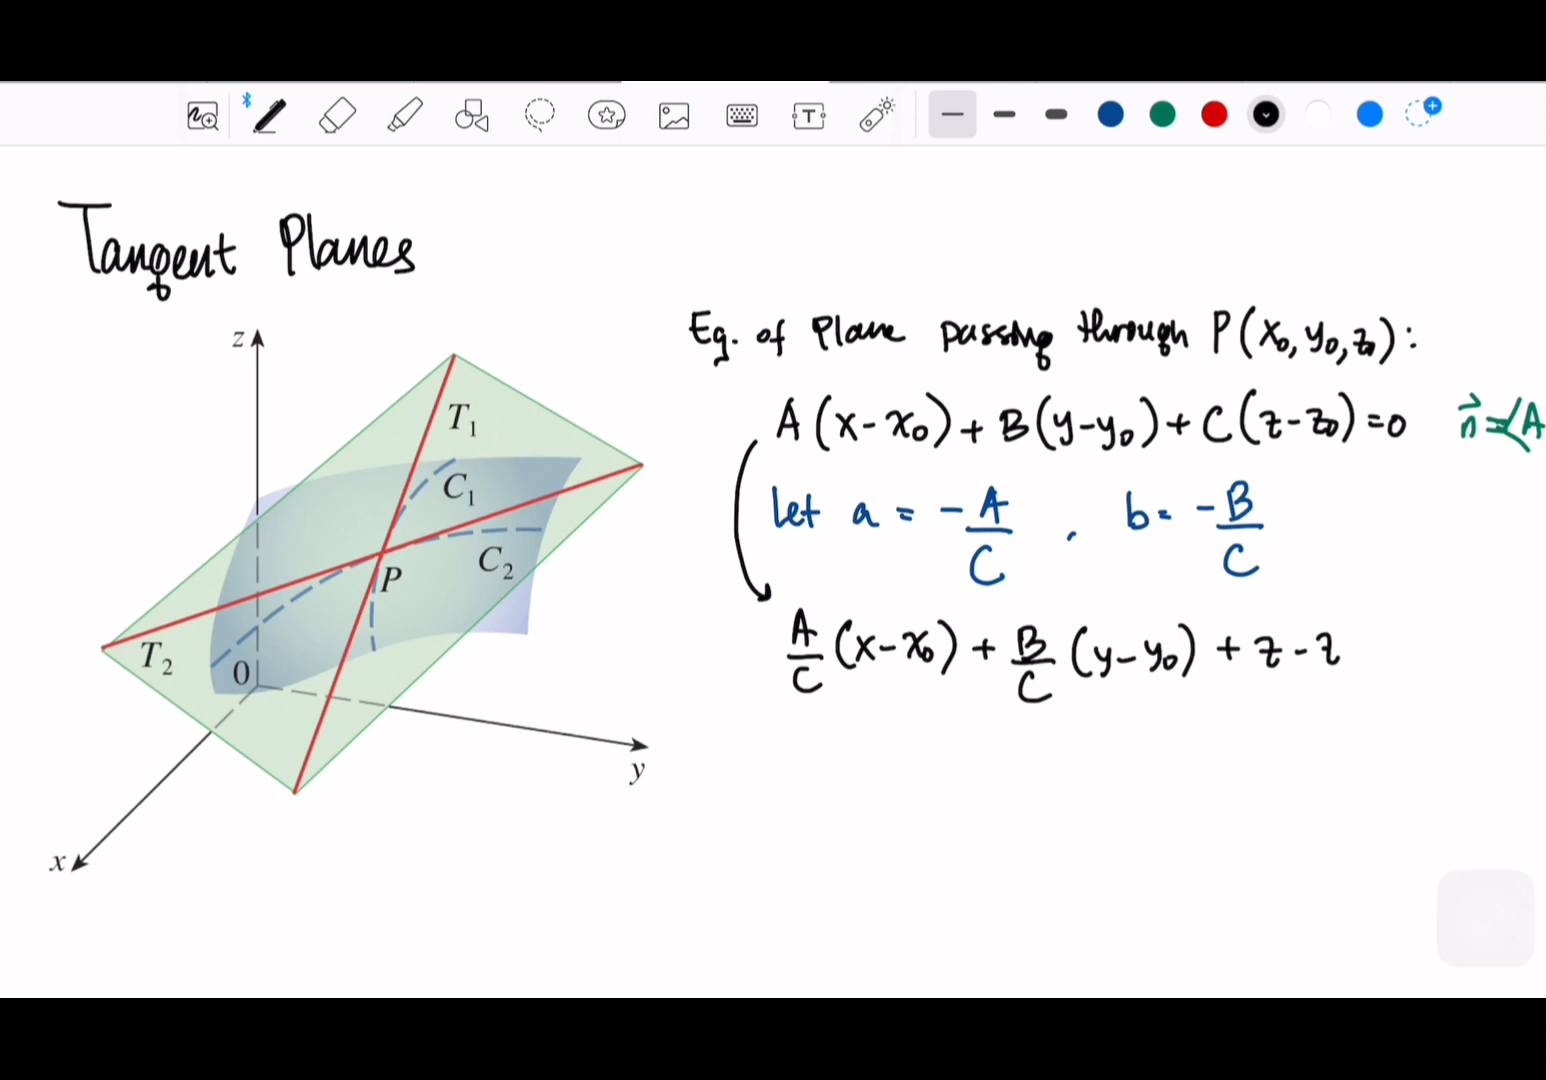 Tangent Planes
z
T₁
C₁
C₂
P
T₂
0
y
x
Eq. of Plane passing through P(x₀, y₀, z₀):
A(x-x₀)+B(y-y₀)+C(z-z₀)=0 n⃗=⟨A
let a = -A/C , b= -B/C
A/C (x-x₀) + B/C (y-y₀) + z-z